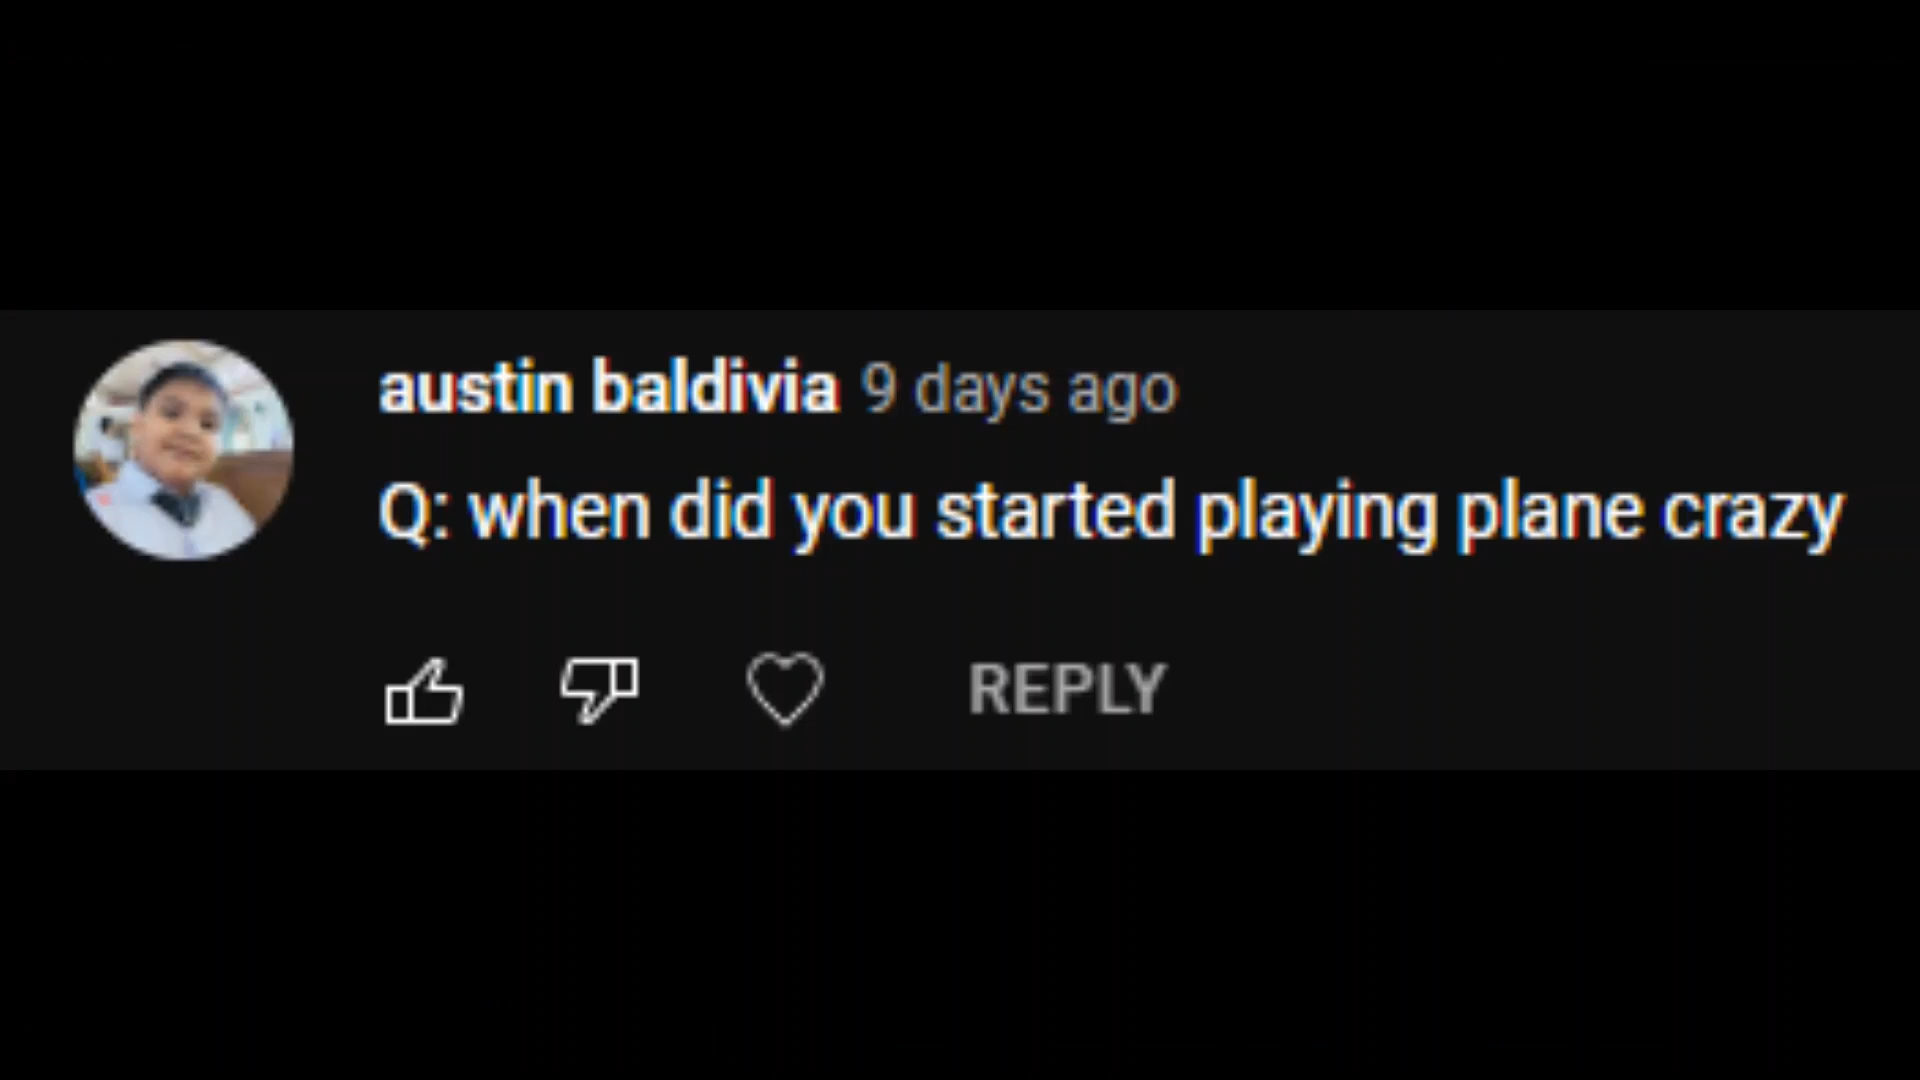 austin baldivia 9 days ago
Q: when did you started playing plane crazy
REPLY